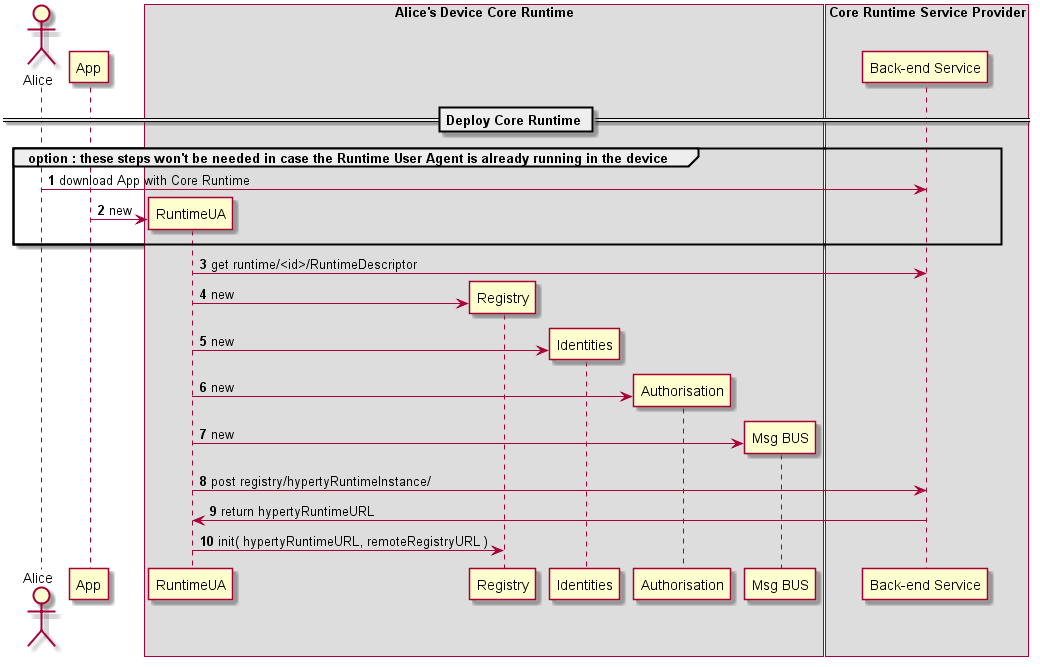 Alice's Device Core Runtime
Core Runtime Service Provider
Alice
App
Back-end Service
Deploy Core Runtime
option : these steps won't be needed in case the Runtime User Agent is already running in the device
1 download App with Core Runtime
2 new
RuntimeUA
3 get runtime/<id>/RuntimeDescriptor
4 new
Registry
5 new
Identities
6 new
Authorisation
7 new
Msg BUS
8 post registry/hypertyRuntimeInstance/
9 return hypertyRuntimeURL
10 init( hypertyRuntimeURL, remoteRegistryURL )
Alice
App
RuntimeUA
Registry
Identities
Authorisation
Msg BUS
Back-end Service